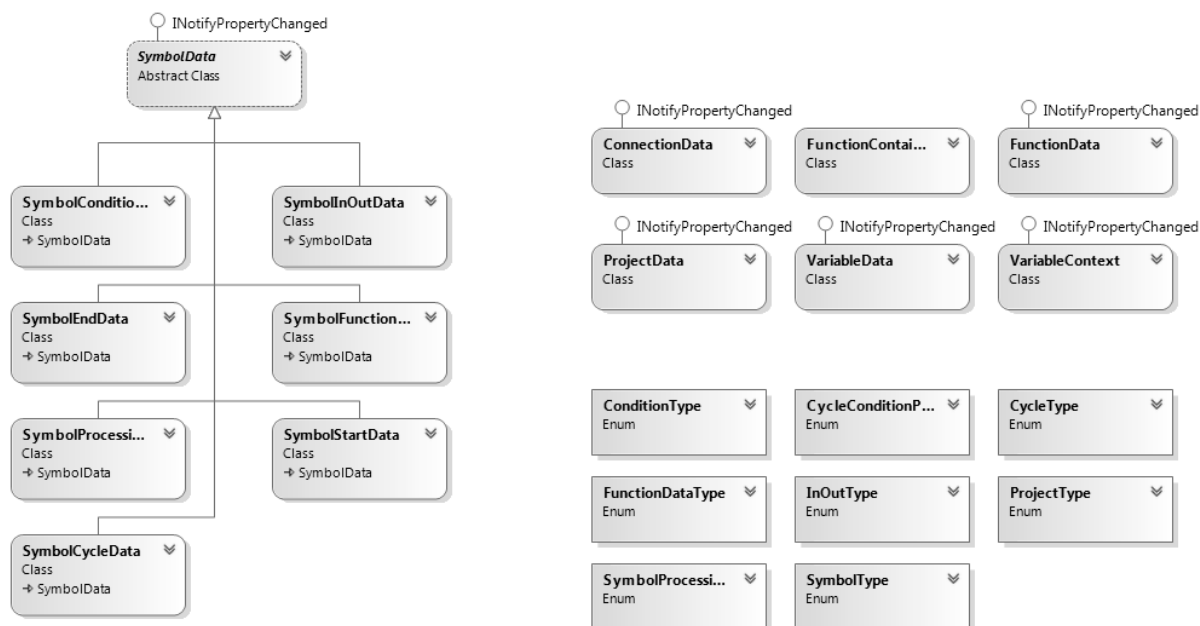 INotifyPropertyChanged
SymbolData
Abstract Class
SymbolConditio...
Class
SymbolData
SymbolInOutData
Class
SymbolData
SymbolEndData
Class
SymbolData
SymbolFunction...
Class
SymbolData
SymbolProcessi...
Class
SymbolData
SymbolStartData
Class
SymbolData
SymbolCycleData
Class
SymbolData
INotifyPropertyChanged
ConnectionData
Class
FunctionContai...
Class
INotifyPropertyChanged
FunctionData
Class
INotifyPropertyChanged
ProjectData
Class
INotifyPropertyChanged
VariableData
Class
INotifyPropertyChanged
VariableContext
Class
ConditionType
Enum
CycleConditionP...
Enum
CycleType
Enum
FunctionDataType
Enum
InOutType
Enum
ProjectType
Enum
SymbolProcessi...
Enum
SymbolType
Enum